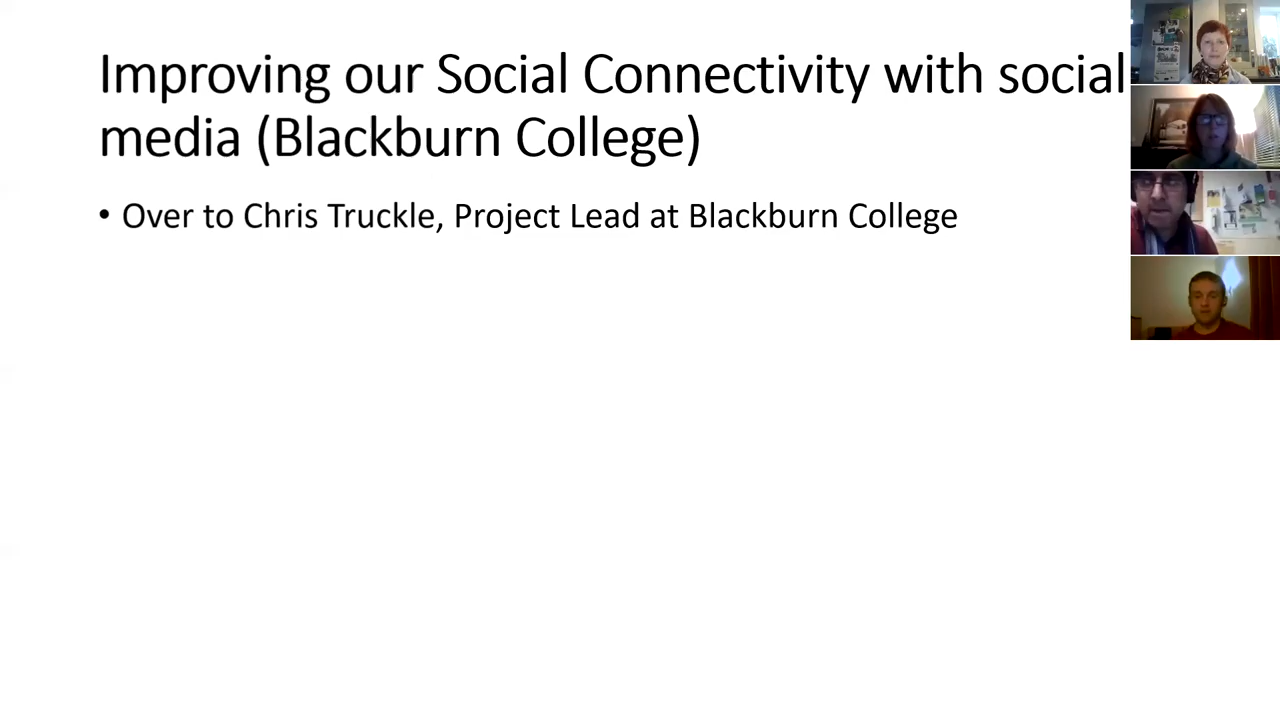 Improving our Social Connectivity with social
media (Blackburn College)
• Over to Chris Truckle, Project Lead at Blackburn College